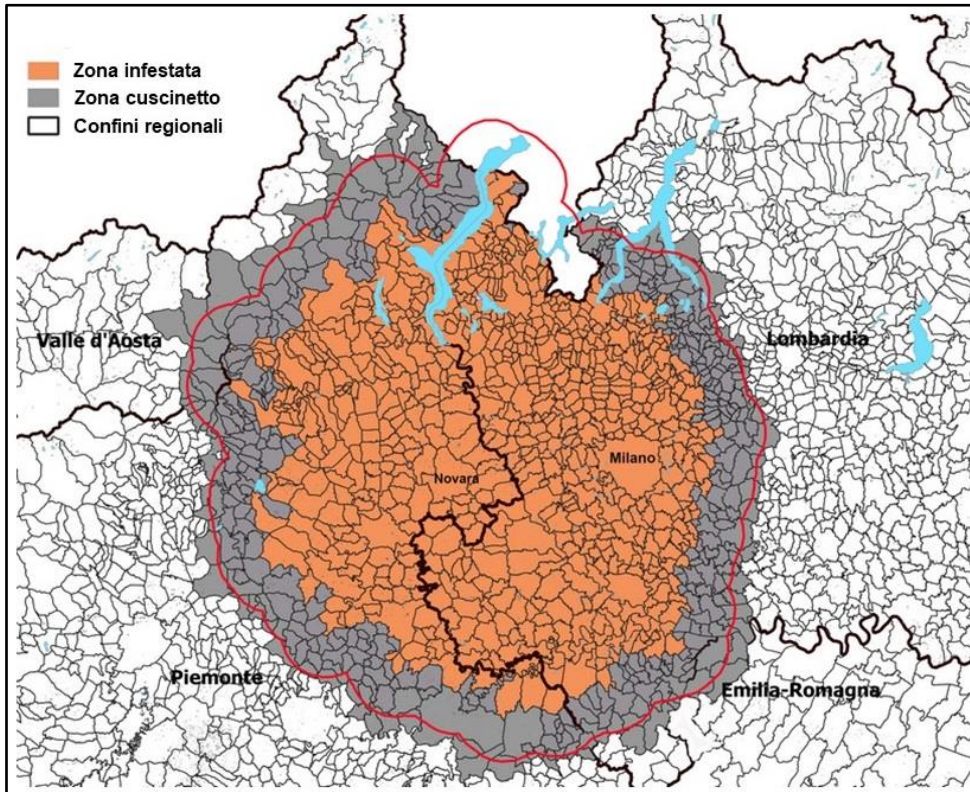 Zona infestata
Zona cuscinetto
Confini regionali
Valle d'Aosta
Lombardia
Milano
Novara
Piemonte
Emilia-Romagna